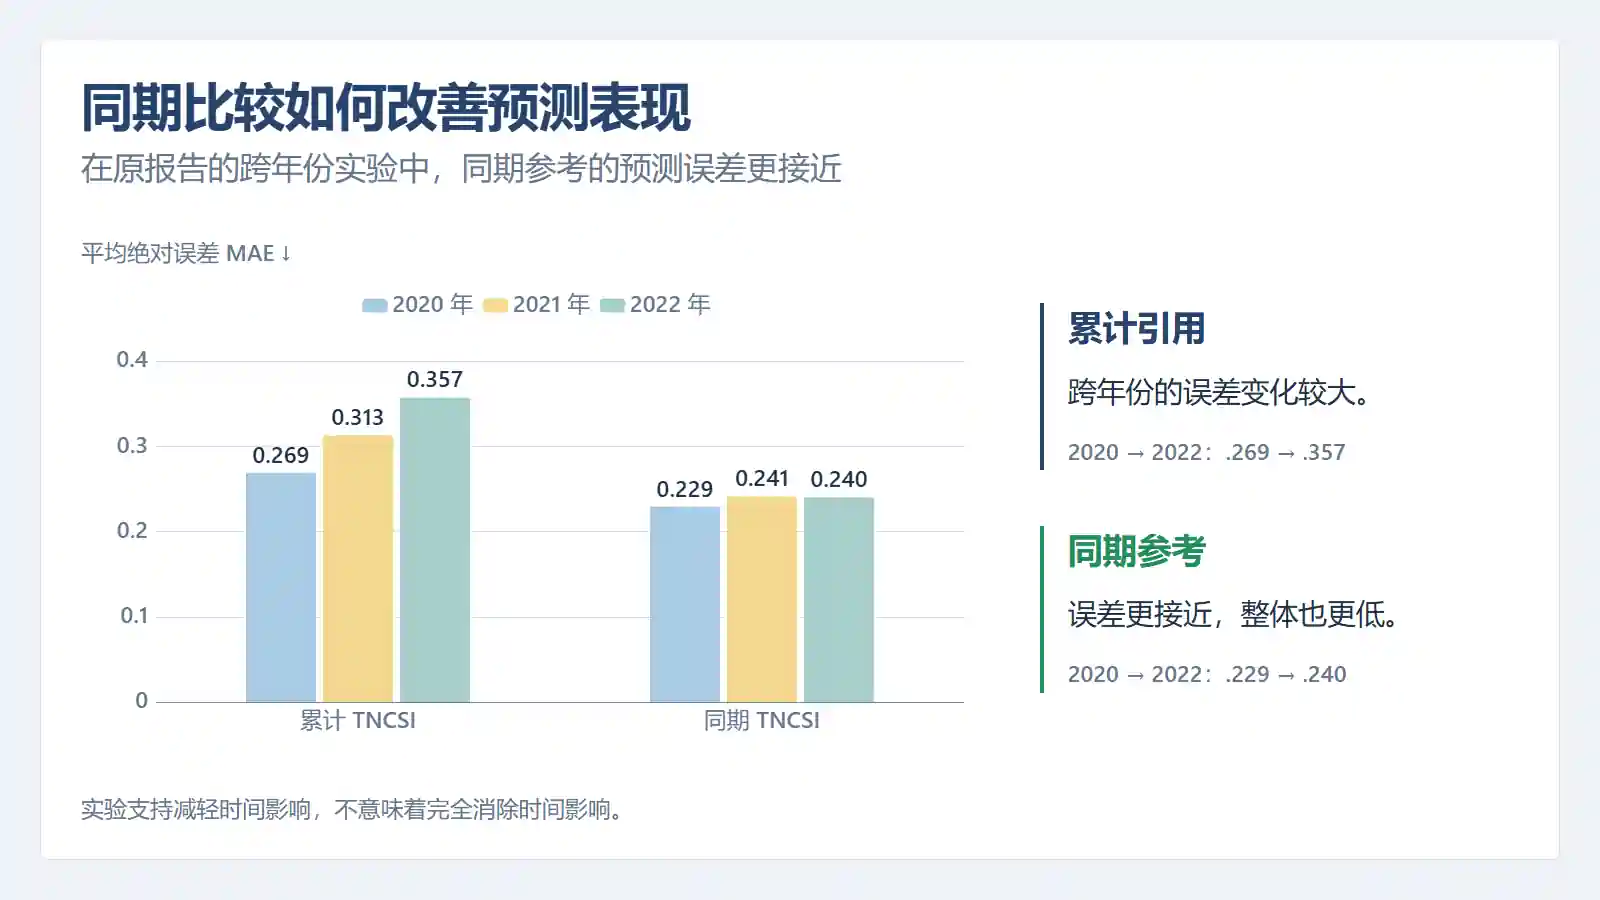 同期比较如何改善预测表现
在原报告的跨年份实验中，同期参考的预测误差更接近
平均绝对误差 MAE ↓
2020 年 2021 年 2022 年
0.4
0.3
0.2
0.1
0
0.269
0.313
0.357
0.229
0.241
0.240
累计 TNCSI
同期 TNCSI
累计引用
跨年份的误差变化较大。
2020 → 2022：.269 → .357
同期参考
误差更接近，整体也更低。
2020 → 2022：.229 → .240
实验支持减轻时间影响，不意味着完全消除时间影响。